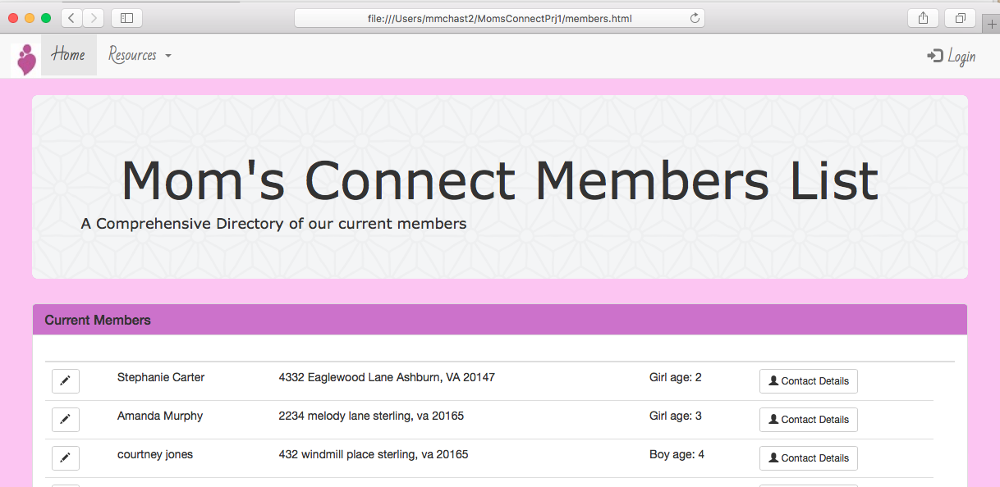 file:///Users/mmchast2/MomsConnectPrj1/members.html
Home Resources Login
Mom's Connect Members List
A Comprehensive Directory of our current members
Current Members
Stephanie Carter 4332 Eaglewood Lane Ashburn, VA 20147 Girl age: 2 Contact Details
Amanda Murphy 2234 melody lane sterling, va 20165 Girl age: 3 Contact Details
courtney jones 432 windmill place sterling, va 20165 Boy age: 4 Contact Details